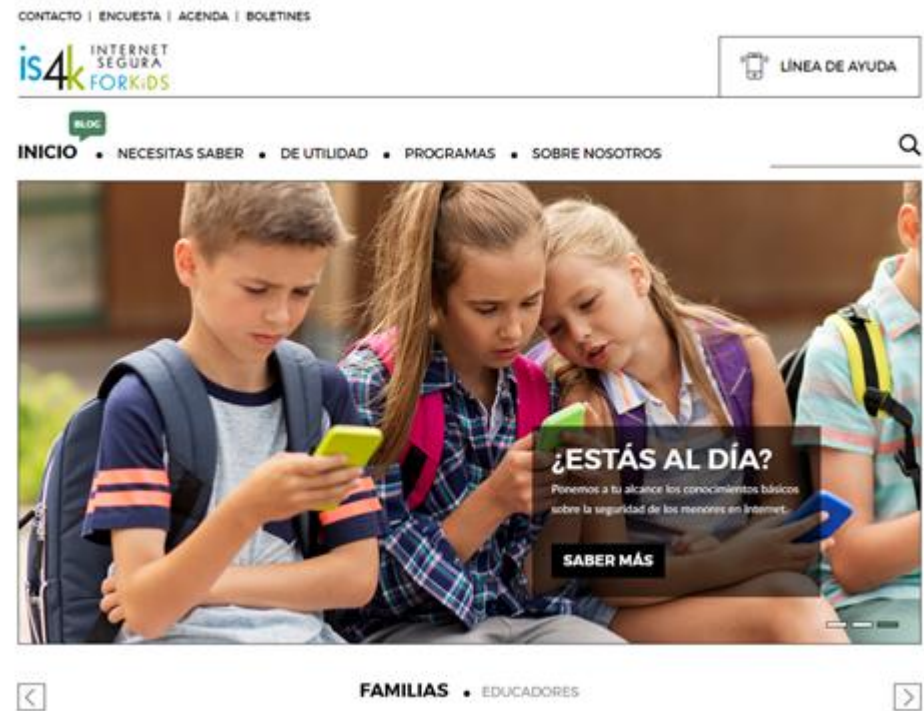 CONTACTO | ENCUESTA | AGENDA | BOLETINES
is4k INTERNET SEGURA FORKiDS
LÍNEA DE AYUDA
BLOG
INICIO • NECESITAS SABER • DE UTILIDAD • PROGRAMAS • SOBRE NOSOTROS
¿ESTÁS AL DÍA?
Ponemos a tu alcance los conocimientos básicos
sobre la seguridad de los menores en Internet.
SABER MÁS
FAMILIAS • EDUCADORES